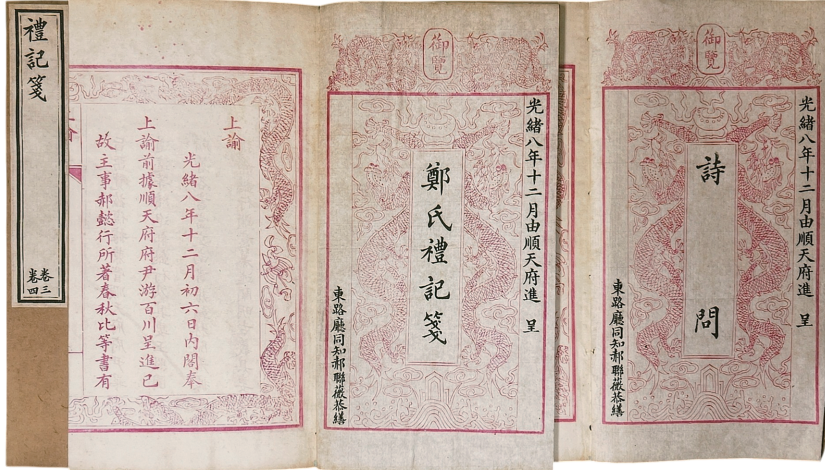 禮記箋
卷三
卷四
上諭
光緒八年十二月初六日內閣奉
上諭前據順天府府尹游百川呈進已
故主事郝懿行所著春秋比等書有
御覽
光緒八年十二月由順天府進 呈
鄭氏禮記箋
東路廳同知郝聯薇恭繕
御覽
光緒八年十二月由順天府進 呈
詩問
東路廳同知郝聯薇恭繕